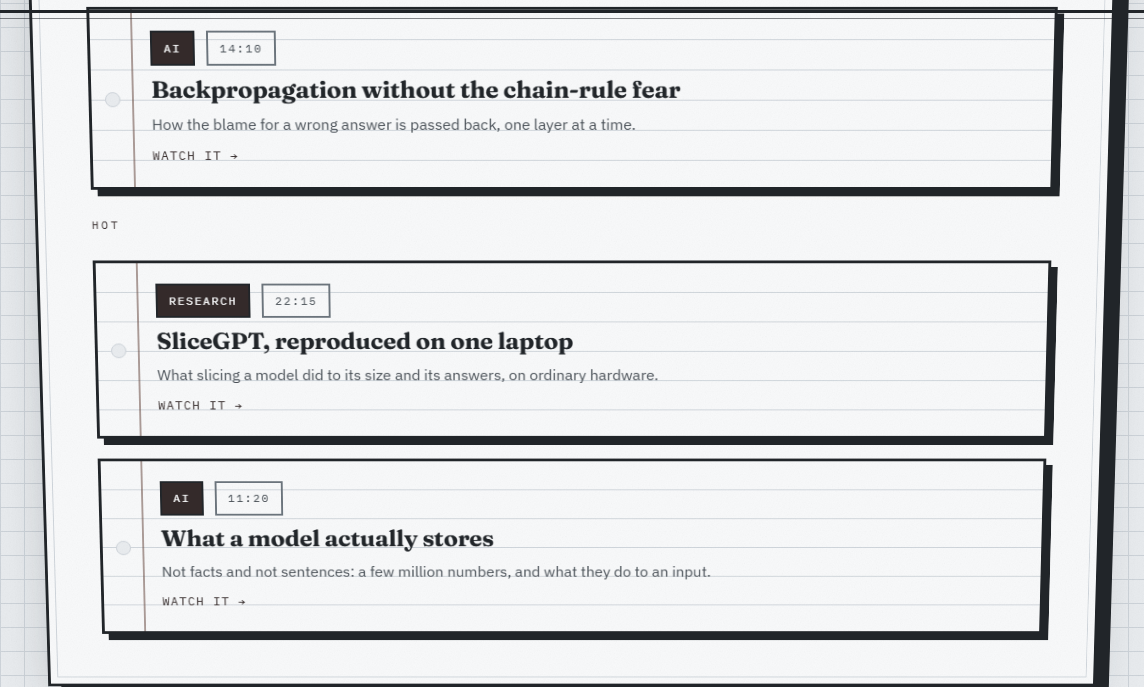 AI 14:10
Backpropagation without the chain-rule fear
How the blame for a wrong answer is passed back, one layer at a time.
WATCH IT →
HOT
RESEARCH 22:15
SliceGPT, reproduced on one laptop
What slicing a model did to its size and its answers, on ordinary hardware.
WATCH IT →
AI 11:20
What a model actually stores
Not facts and not sentences: a few million numbers, and what they do to an input.
WATCH IT →